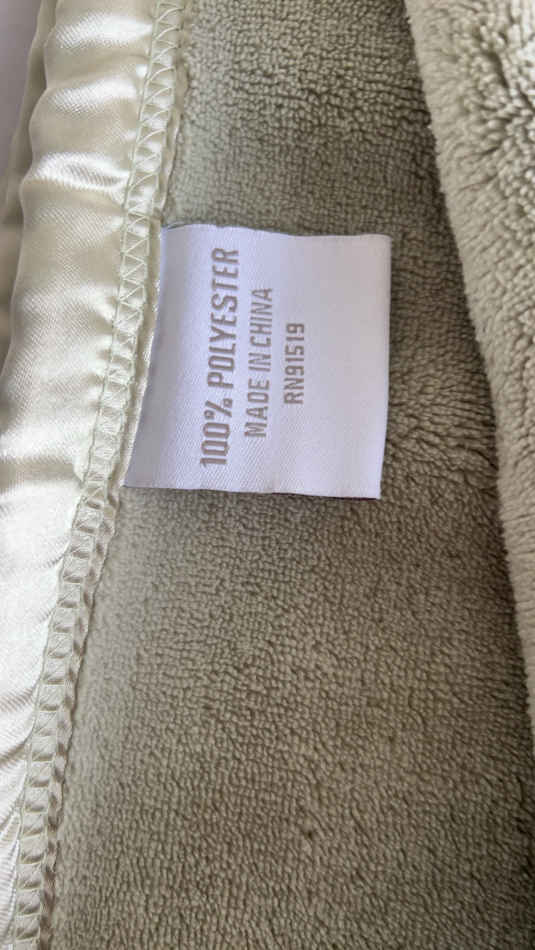 100% POLYESTER
MADE IN CHINA
RN91519